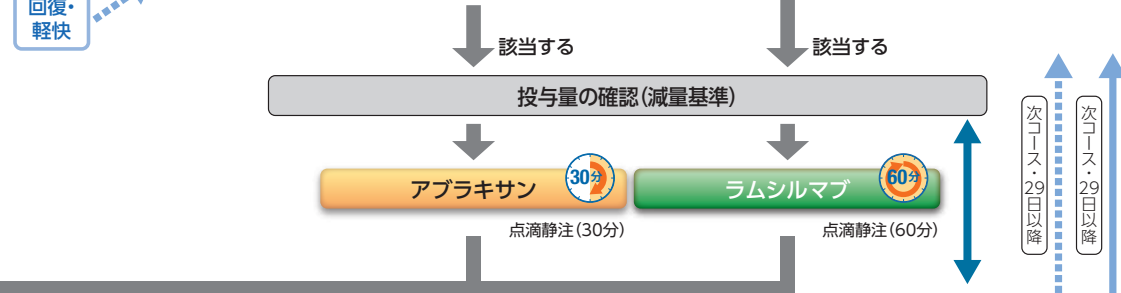 回復・
軽快
該当する
該当する
投与量の確認(減量基準)
アブラキサン
30分
ラムシルマブ
60分
点滴静注(30分)
点滴静注(60分)
次コース・29日以降
次コース・29日以降